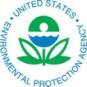 UNITED STATES
ENVIRONMENTAL PROTECTION AGENCY